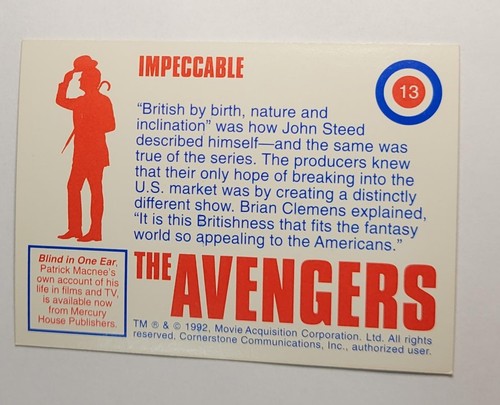 IMPECCABLE
13
“British by birth, nature and
inclination” was how John Steed
described himself—and the same was
true of the series. The producers knew
that their only hope of breaking into the
U.S. market was by creating a distinctly
different show. Brian Clemens explained,
“It is this Britishness that fits the fantasy
world so appealing to the Americans.”
Blind in One Ear,
Patrick Macnee's
own account of his
life in films and TV,
is available now
from Mercury
House Publishers.
THE AVENGERS
TM ® & © 1992, Movie Acquisition Corporation. Ltd. All rights
reserved, Cornerstone Communications, Inc., authorized user.